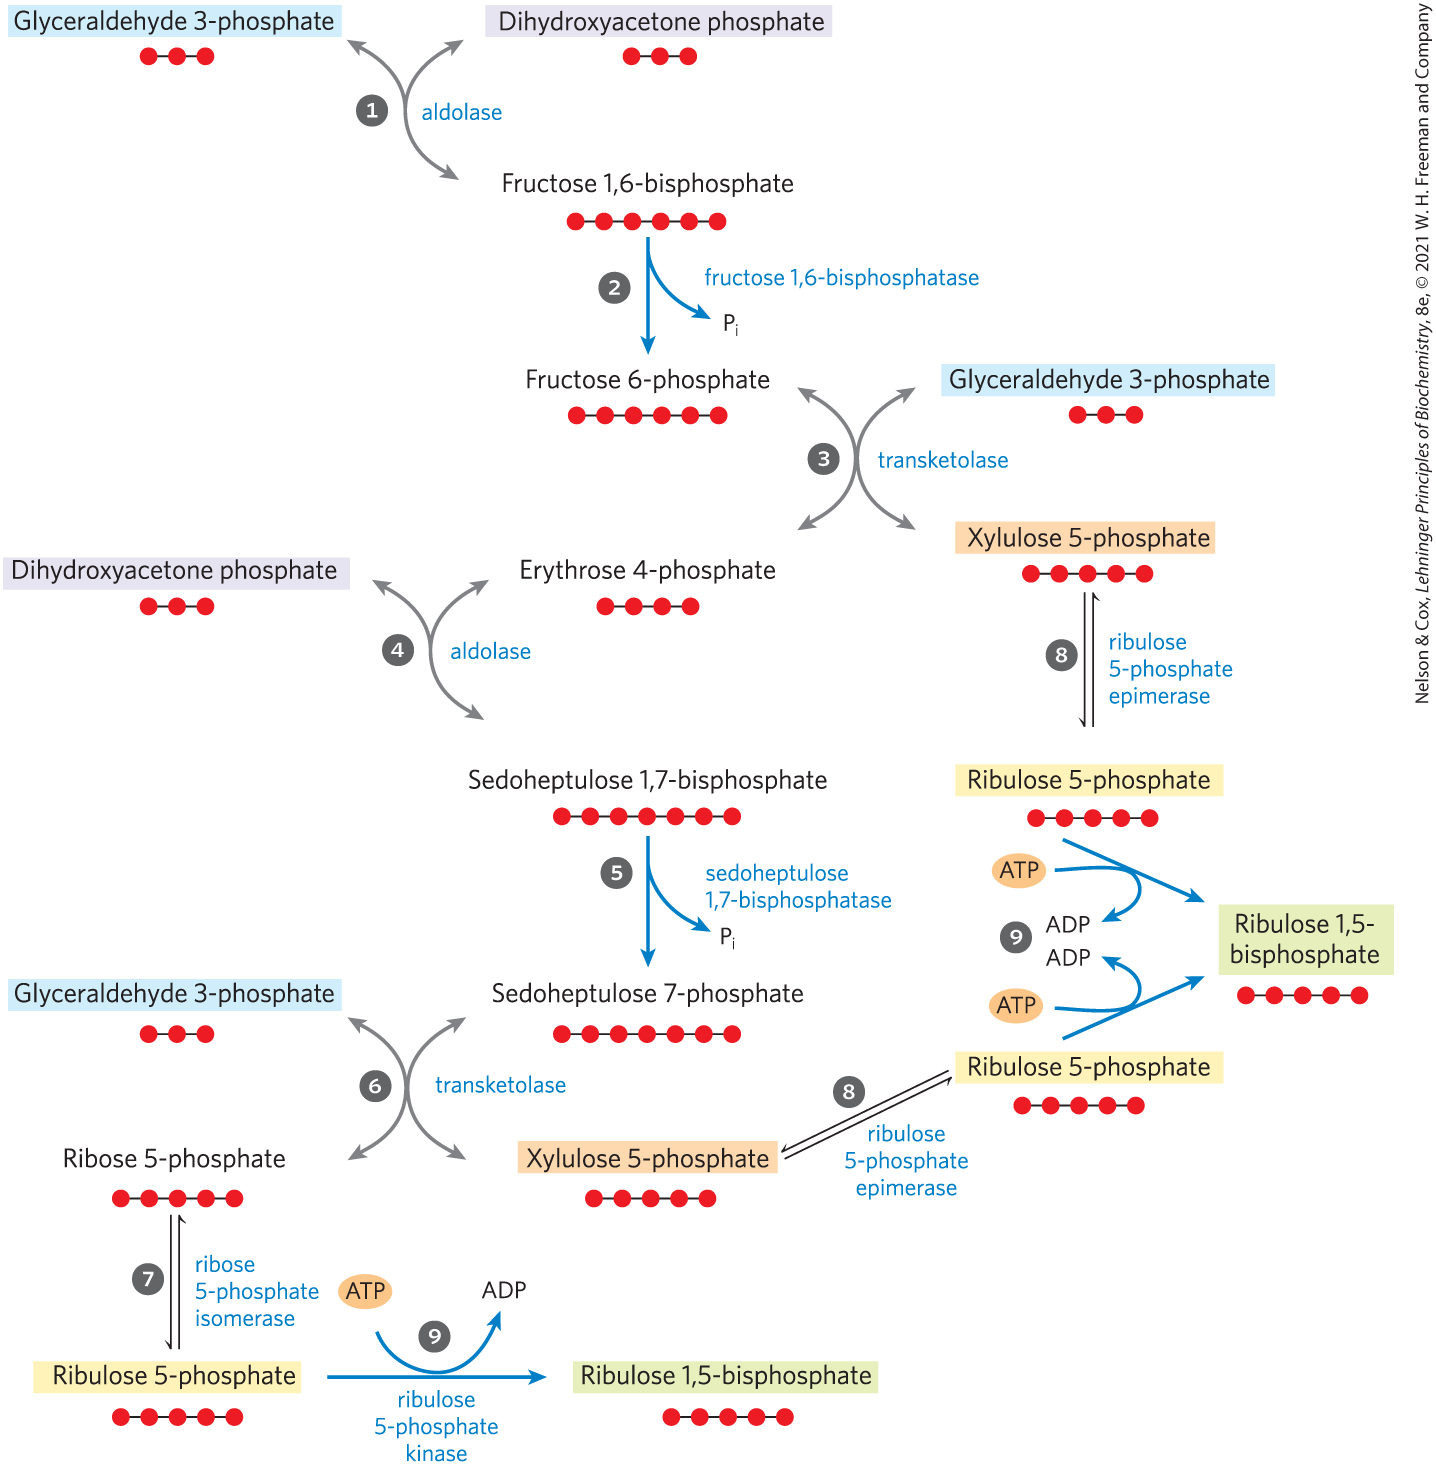 Glyceraldehyde 3-phosphate
Dihydroxyacetone phosphate
1
aldolase
Fructose 1,6-bisphosphate
2
fructose 1,6-bisphosphatase
Pi
Fructose 6-phosphate
Glyceraldehyde 3-phosphate
3
transketolase
Xylulose 5-phosphate
Dihydroxyacetone phosphate
Erythrose 4-phosphate
4
aldolase
8
ribulose
5-phosphate
epimerase
Sedoheptulose 1,7-bisphosphate
Ribulose 5-phosphate
5
sedoheptulose
1,7-bisphosphatase
Pi
ATP
ADP
9
ADP
ATP
Ribulose 1,5-
bisphosphate
Glyceraldehyde 3-phosphate
Sedoheptulose 7-phosphate
6
transketolase
Ribulose 5-phosphate
8
ribulose
5-phosphate
epimerase
Ribose 5-phosphate
Xylulose 5-phosphate
7
ribose
5-phosphate
isomerase
ATP
ADP
9
Ribulose 5-phosphate
ribulose
5-phosphate
kinase
Ribulose 1,5-bisphosphate
Nelson & Cox, Lehninger Principles of Biochemistry, 8e, © 2021 W. H. Freeman and Company